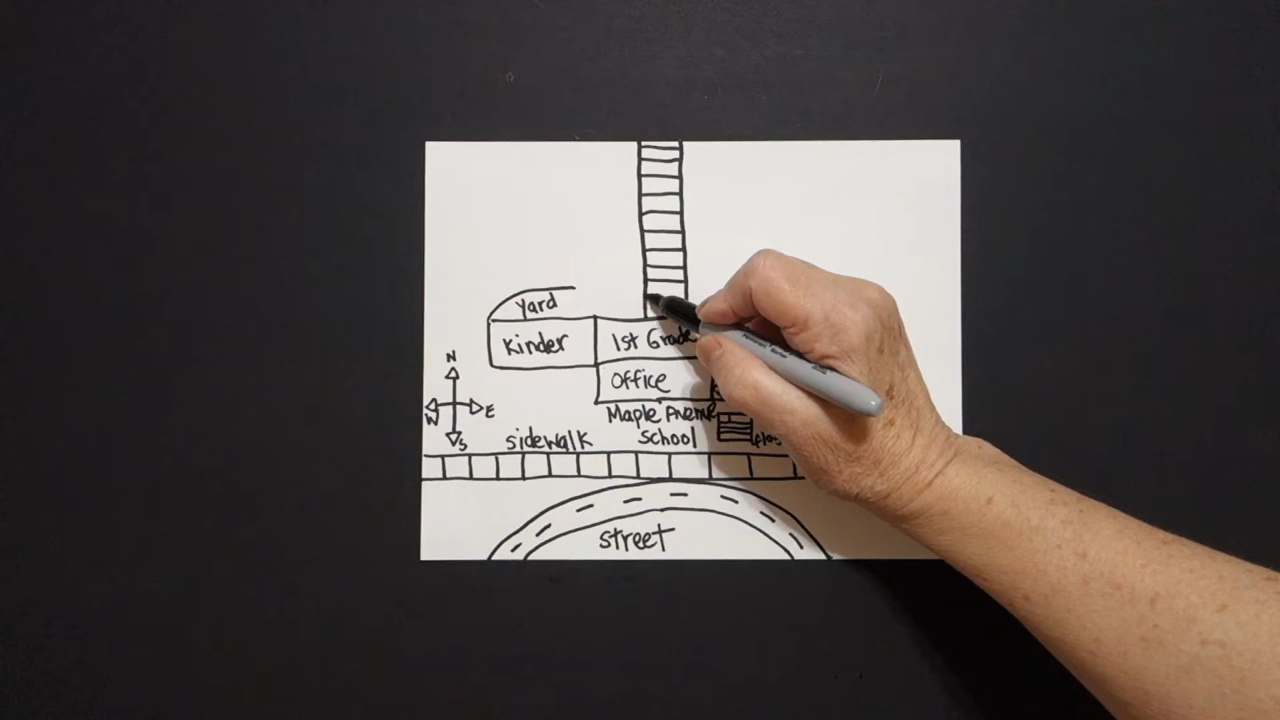 Yard
Kinder
1st Grade
Office
N
W
E
S
Maple Avenue
School
sidewalk
street